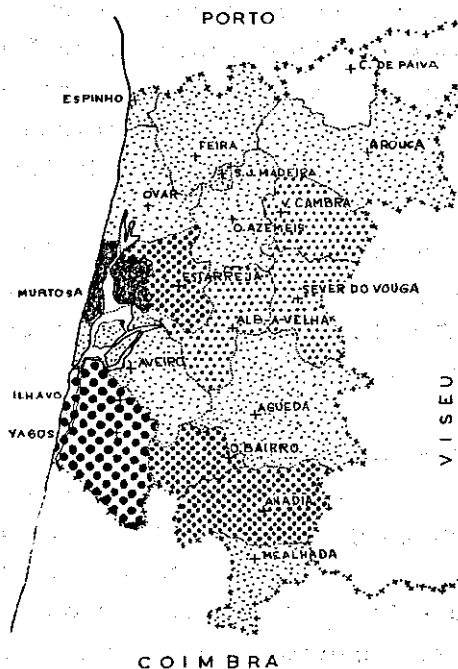 PORTO
C. DE PAIVA
ESPINHO
FEIRA
AROUCA
S.J. MADEIRA
OVAR
V. CAMBRA
O. AZEMEIS
ESTARREJA
SEVER DO VOUGA
MURTOSA
ALB-A-VELHA
AVEIRO
ILHAVO
AGUEDA
VAGOS
O. BAIRRO
VISEU
ANADIA
MEALHADA
COIMBRA